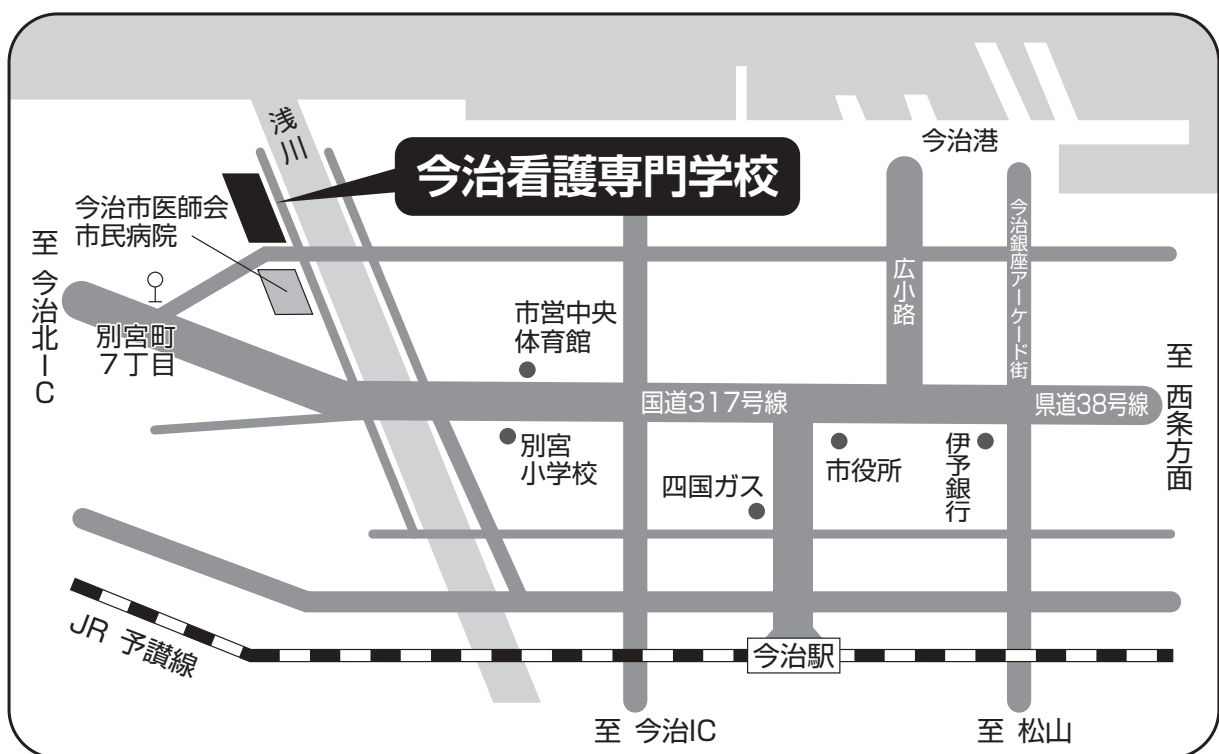 浅川
今治看護専門学校
今治港
今治市医師会
市民病院
至 今治北IC
別宮町
7丁目
市営中央
体育館
広小路
今治銀座アーケード街
至 西条方面
国道317号線
県道38号線
別宮
小学校
四国ガス
市役所
伊予銀行
JR 予讃線
今治駅
至 今治IC
至 松山